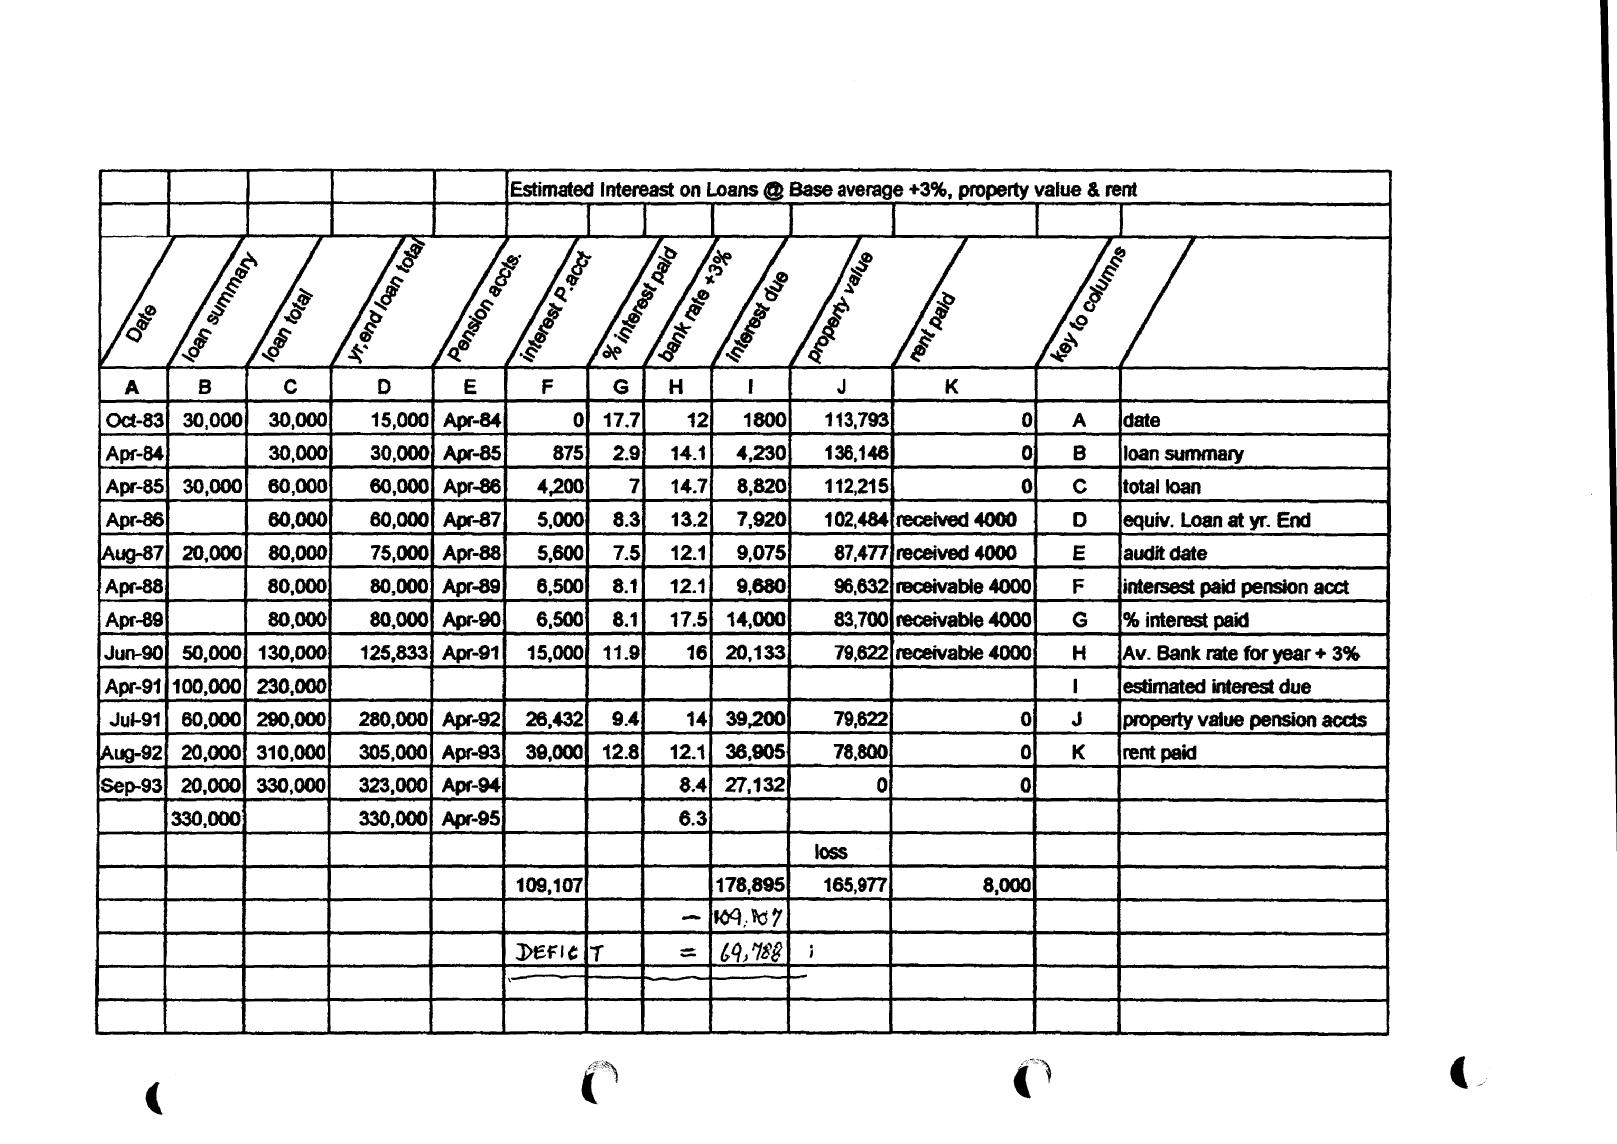 Estimated Intereast on Loans @ Base average +3%, property value & rent
Date loan summary loan total yr,end loan total Pension accts. interest P.acct % interest paid bank rate +3% interest due property value rent paid key to columns
A B C D E F G H I J K
Oct-83 30,000 30,000 15,000 Apr-84 0 17.7 12 1800 113,793 0 A date
Apr-84 30,000 30,000 Apr-85 875 2.9 14.1 4,230 136,146 0 B loan summary
Apr-85 30,000 60,000 60,000 Apr-86 4,200 7 14.7 8,820 112,215 0 C total loan
Apr-86 60,000 60,000 Apr-87 5,000 8.3 13.2 7,920 102,484 received 4000 D equiv. Loan at yr. End
Aug-87 20,000 80,000 75,000 Apr-88 5,600 7.5 12.1 9,075 87,477 received 4000 E audit date
Apr-88 80,000 80,000 Apr-89 6,500 8.1 12.1 9,680 96,632 receivable 4000 F intersest paid pension acct
Apr-89 80,000 80,000 Apr-90 6,500 8.1 17.5 14,000 83,700 receivable 4000 G % interest paid
Jun-90 50,000 130,000 125,833 Apr-91 15,000 11.9 16 20,133 79,622 receivable 4000 H Av. Bank rate for year + 3%
Apr-91 100,000 230,000 I estimated interest due
Jul-91 60,000 290,000 280,000 Apr-92 26,432 9.4 14 39,200 79,622 0 J property value pension accts
Aug-92 20,000 310,000 305,000 Apr-93 39,000 12.8 12.1 36,905 78,800 0 K rent paid
Sep-93 20,000 330,000 323,000 Apr-94 8.4 27,132 0 0
330,000 330,000 Apr-95 6.3
loss
109,107 178,895 165,977 8,000
— 109,107
DEFICIT = 69,788